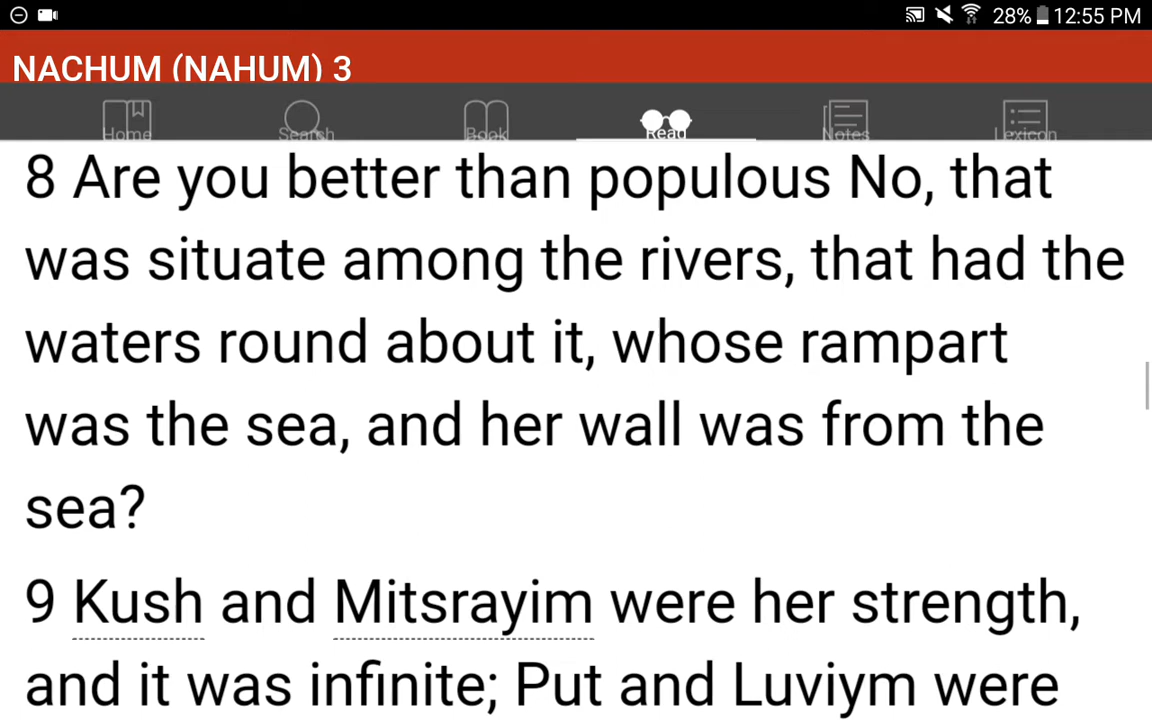 28% 12:55 PM
NACHUM (NAHUM) 3
Home Search Book Read Notes Lexicon
8 Are you better than populous No, that
was situate among the rivers, that had the
waters round about it, whose rampart
was the sea, and her wall was from the
sea?
9 Kush and Mitsrayim were her strength,
and it was infinite; Put and Luviym were